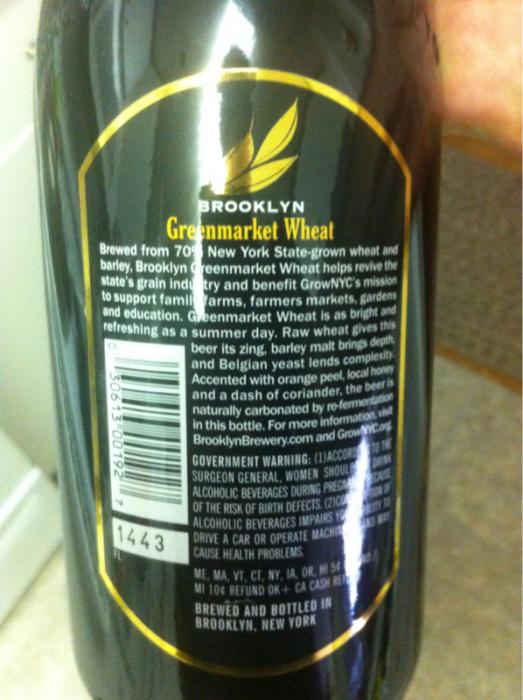 BROOKLYN
Greenmarket Wheat
Brewed from 70% New York State-grown wheat and
barley, Brooklyn Greenmarket Wheat helps revive the
state's grain industry and benefit GrowNYC's mission
to support family farms, farmers markets, gardens
and education. Greenmarket Wheat is as bright and
refreshing as a summer day. Raw wheat gives this
beer its zing, barley malt brings depth,
and Belgian yeast lends complexity.
Accented with orange peel, local honey
and a dash of coriander, the beer is
naturally carbonated by re-fermentation
in this bottle. For more information, visit
BrooklynBrewery.com and GrowNYC.org.
0 30613 00192 7
1443
GOVERNMENT WARNING: (1)ACCORDING TO THE
SURGEON GENERAL, WOMEN SHOULD DRINK
ALCOHOLIC BEVERAGES DURING PREGNANCY BECAUSE
OF THE RISK OF BIRTH DEFECTS. (2)CONSUMPTION OF
ALCOHOLIC BEVERAGES IMPAIRS YOUR ABILITY TO
DRIVE A CAR OR OPERATE MACHINERY AND MAY
CAUSE HEALTH PROBLEMS.
ME, MA, VT, CT, NY, IA, OR, HI 5¢
MI 10¢ REFUND OK+ CA CASH
BREWED AND BOTTLED IN
BROOKLYN, NEW YORK